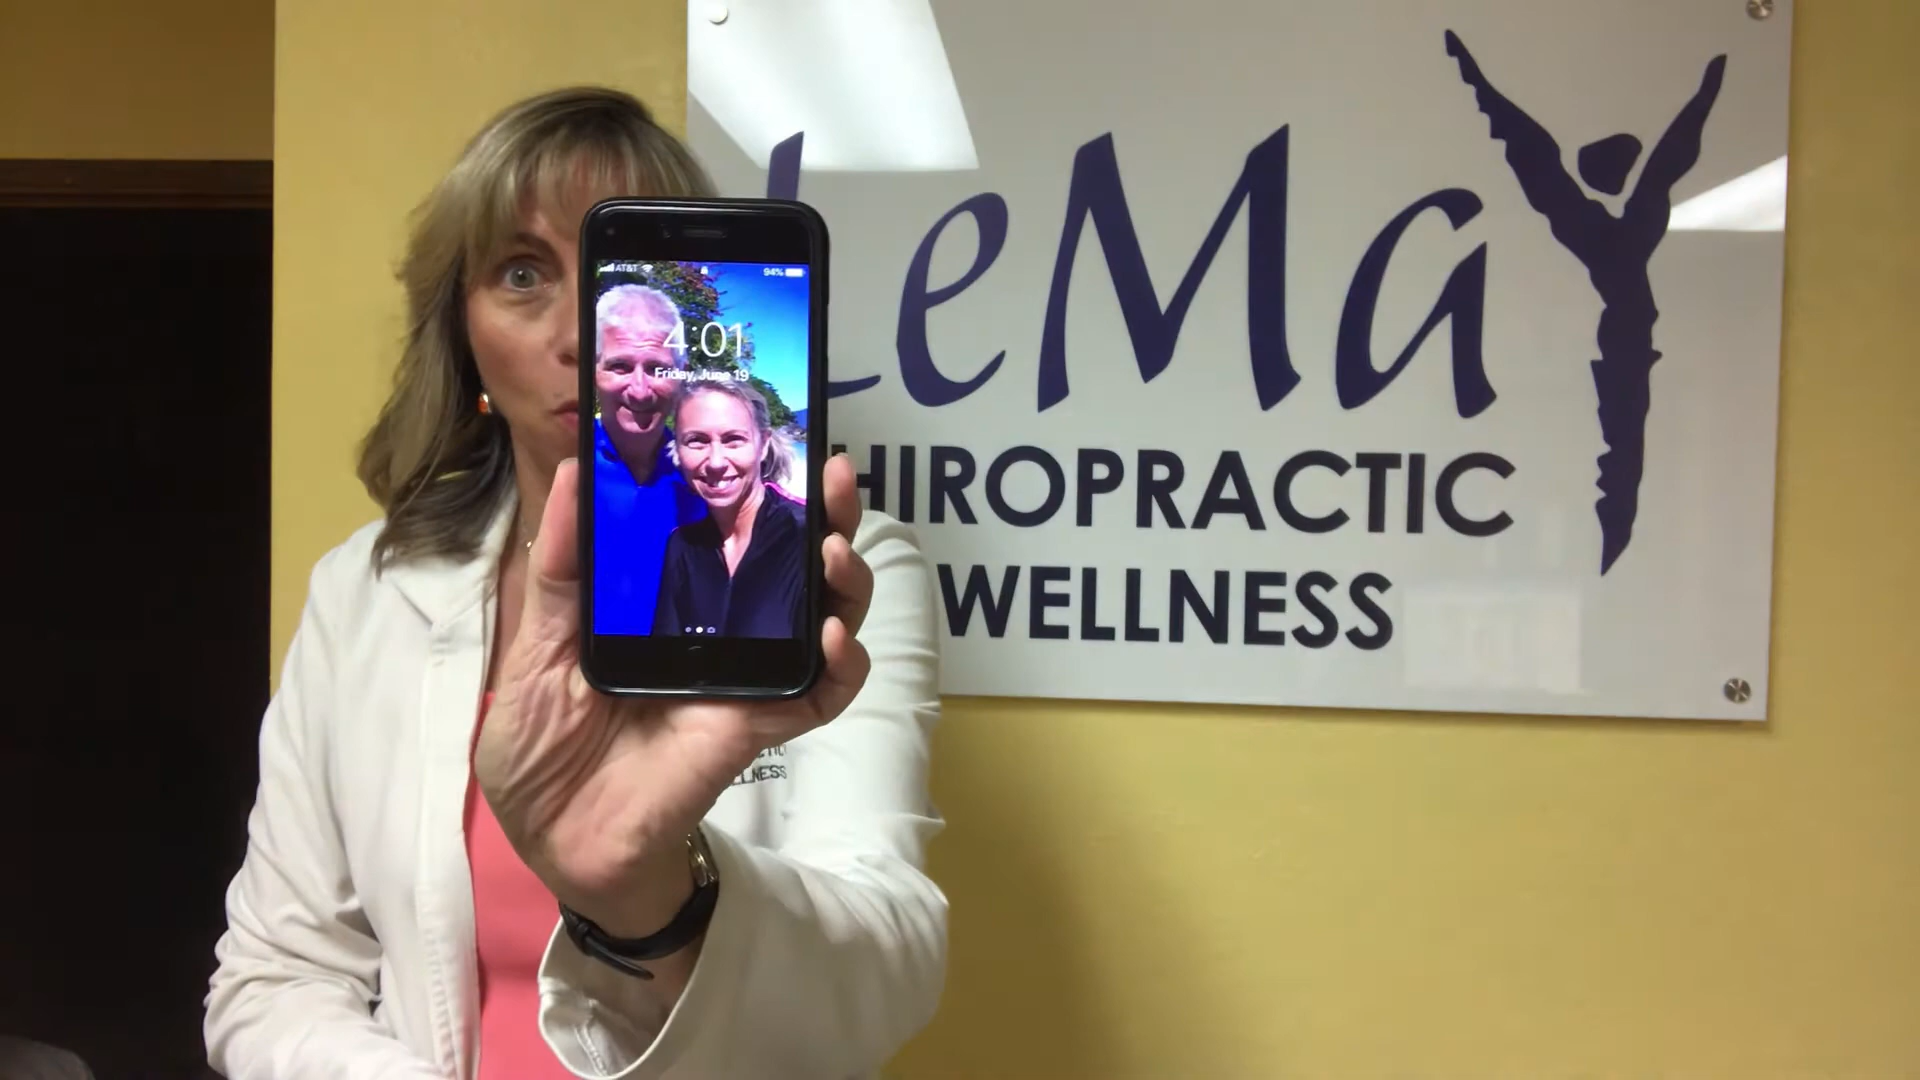 AT&T 94%
4:01
Friday, June 19
LeMay
HIROPRACTIC
WELLNESS